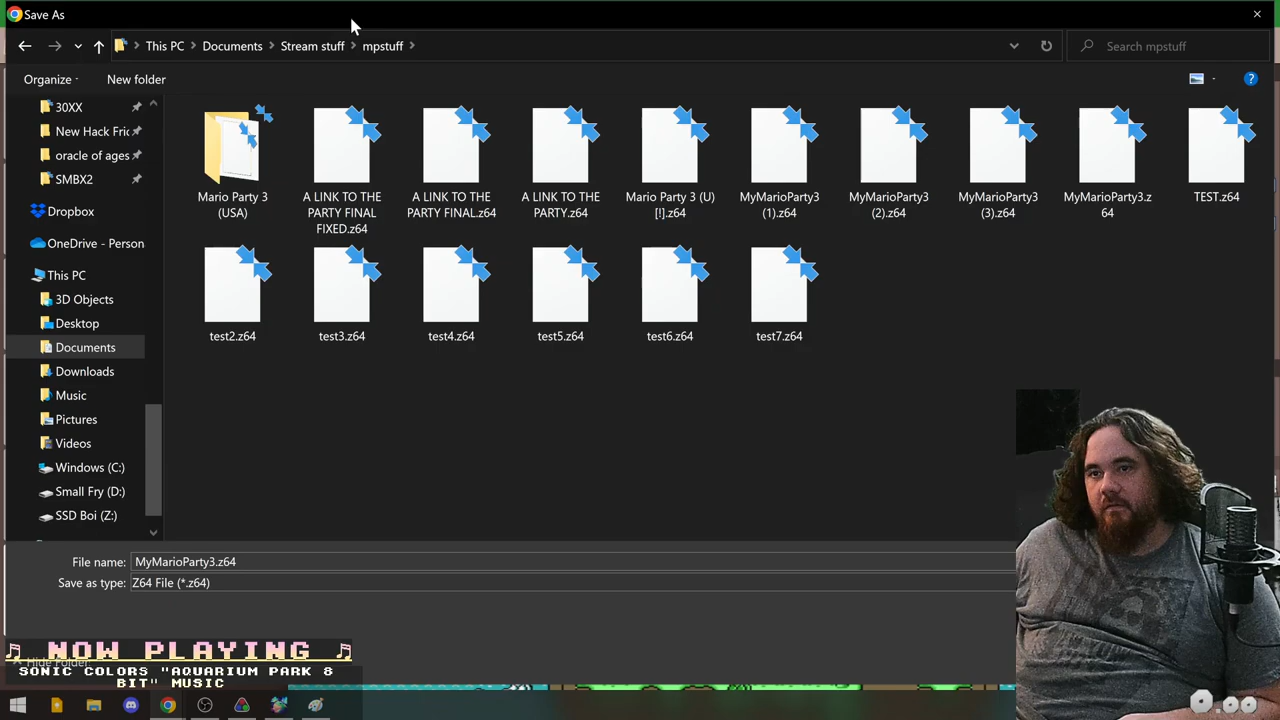 Save As
This PC
Documents
Stream stuff
mpstuff
Search mpstuff
Organize
New folder
30XX
New Hack Fric
oracle of ages
SMBX2
Dropbox
OneDrive - Person
This PC
3D Objects
Desktop
Documents
Downloads
Music
Pictures
Videos
Windows (C:)
Small Fry (D:)
SSD Boi (Z:)
Mario Party 3
(USA)
A LINK TO THE
PARTY FINAL
FIXED.z64
A LINK TO THE
PARTY FINAL.z64
A LINK TO THE
PARTY.z64
Mario Party 3 (U)
[!].z64
MyMarioParty3
(1).z64
MyMarioParty3
(2).z64
MyMarioParty3
(3).z64
MyMarioParty3.z
64
TEST.z64
test2.z64
test3.z64
test4.z64
test5.z64
test6.z64
test7.z64
File name:
MyMarioParty3.z64
Save as type:
Z64 File (*.z64)
♫ NOW PLAYING ♫
Hide Folder
SONIC COLORS "AQUARIUM PARK 8
BIT" MUSIC
0.00